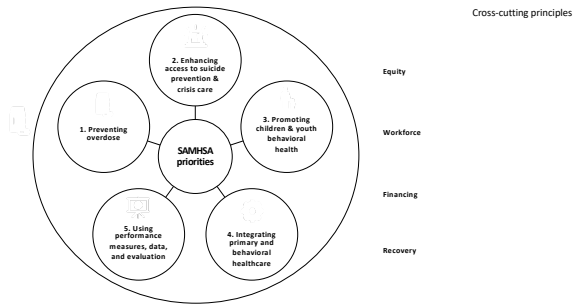 Cross-cutting principles
2. Enhancing
access to suicide
prevention &
crisis care
1. Preventing
overdose
3. Promoting
children & youth
behavioral
health
SAMHSA
priorities
5. Using
performance
measures, data,
and evaluation
4. Integrating
primary and
behavioral
healthcare
Equity
Workforce
Financing
Recovery